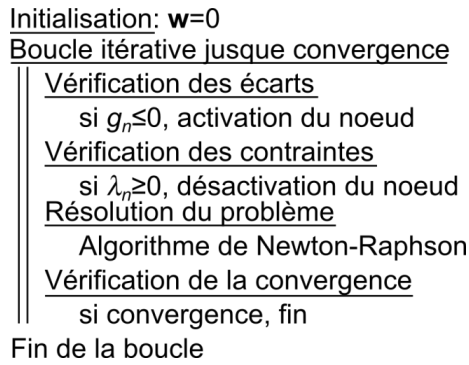 Initialisation: w=0
Boucle itérative jusque convergence
Vérification des écarts
si gₙ≤0, activation du noeud
Vérification des contraintes
si λₙ≥0, désactivation du noeud
Résolution du problème
Algorithme de Newton-Raphson
Vérification de la convergence
si convergence, fin
Fin de la boucle